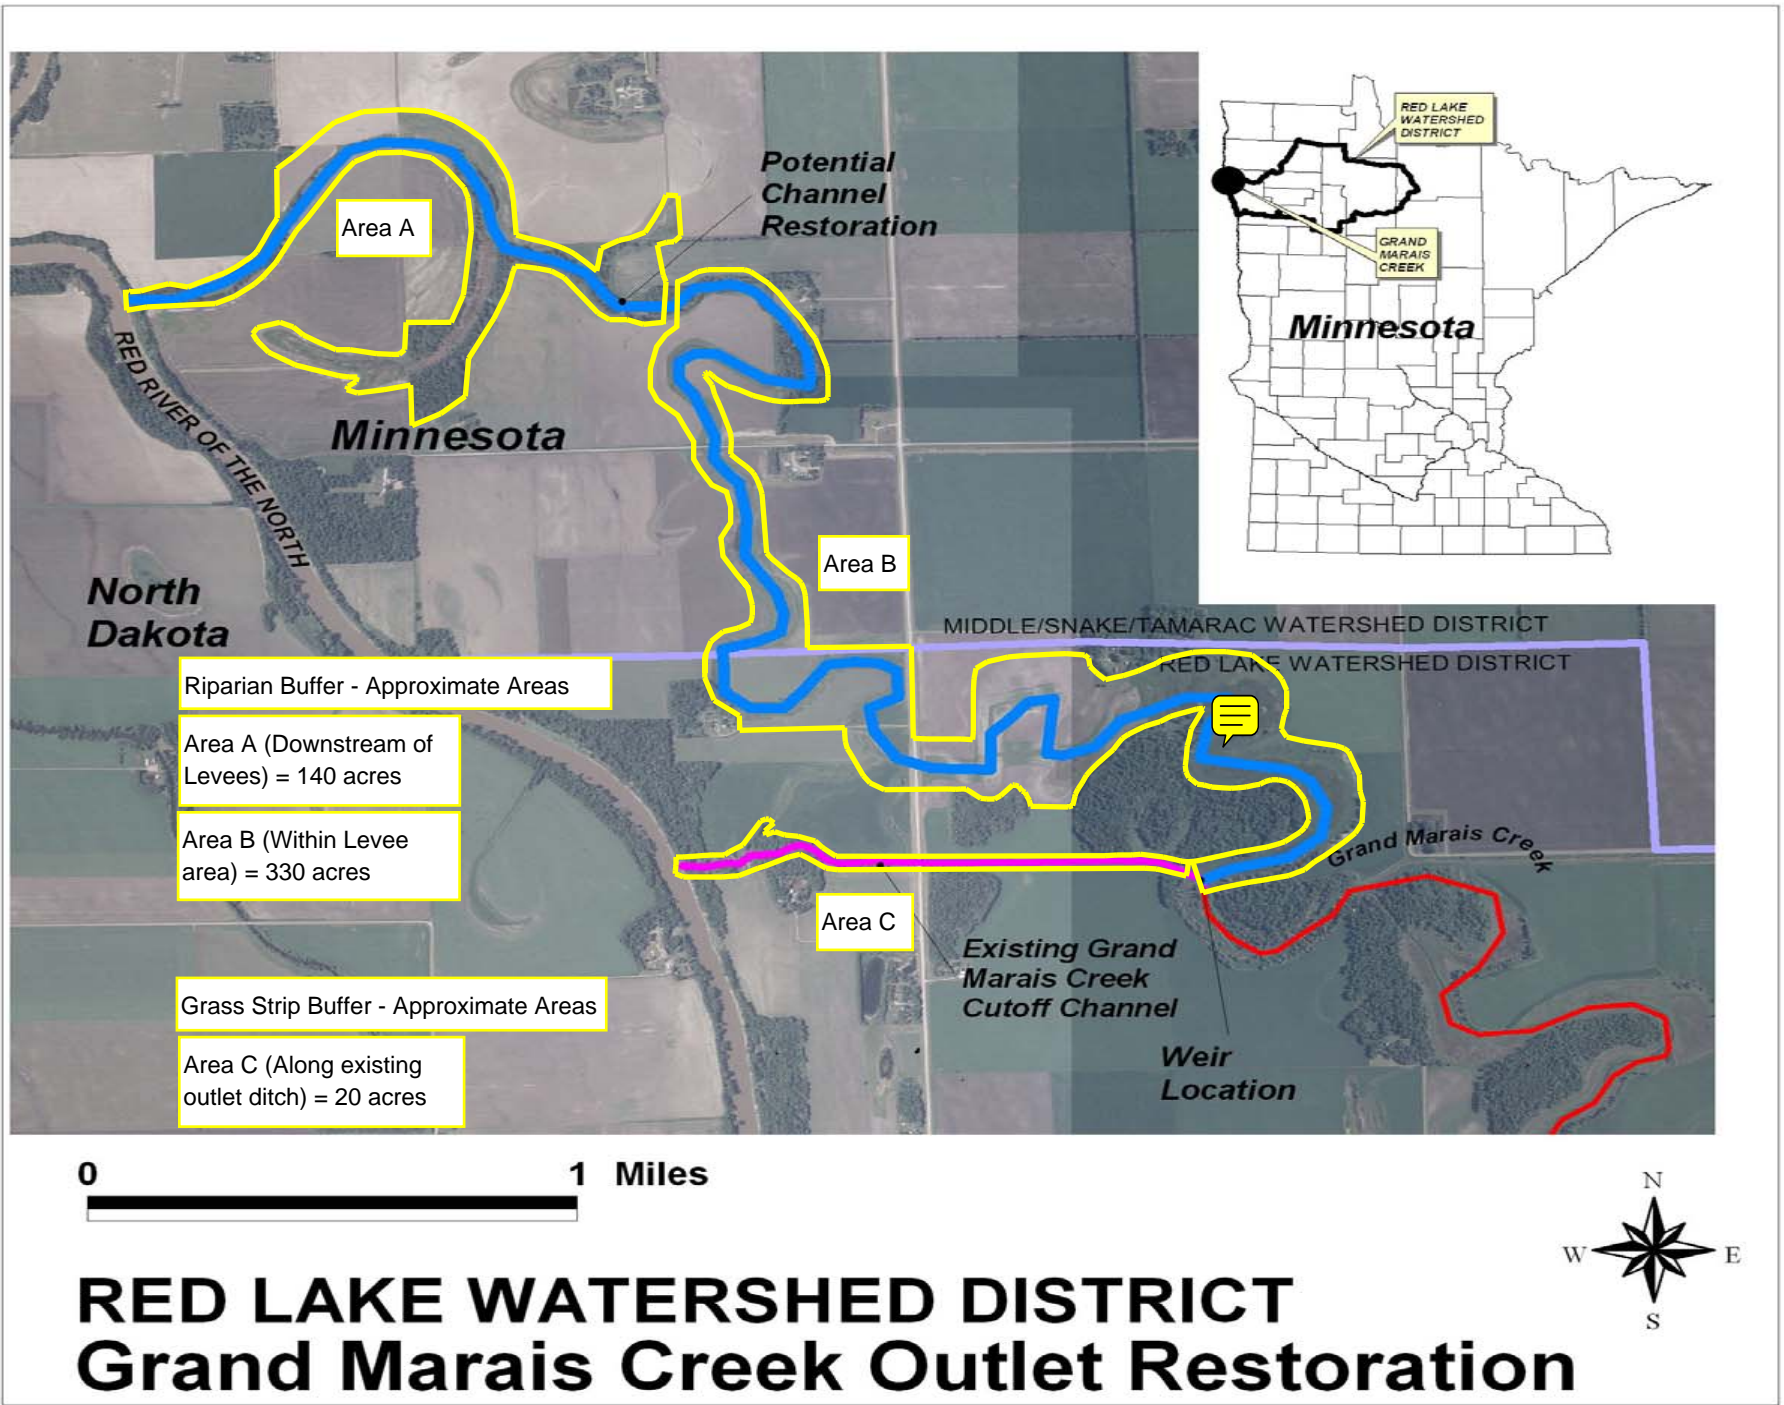 RED LAKE
WATERSHED
DISTRICT
GRAND
MARAIS
CREEK
Minnesota
Potential
Channel
Restoration
Area A
RED RIVER OF THE NORTH
Minnesota
North
Dakota
Area B
MIDDLE/SNAKE/TAMARAC WATERSHED DISTRICT
RED LAKE WATERSHED DISTRICT
Riparian Buffer - Approximate Areas
Area A (Downstream of
Levees) = 140 acres
Area B (Within Levee
area) = 330 acres
Grand Marais Creek
Area C
Existing Grand
Marais Creek
Cutoff Channel
Weir
Location
Grass Strip Buffer - Approximate Areas
Area C (Along existing
outlet ditch) = 20 acres
0 1 Miles
N
W E
S
RED LAKE WATERSHED DISTRICT
Grand Marais Creek Outlet Restoration